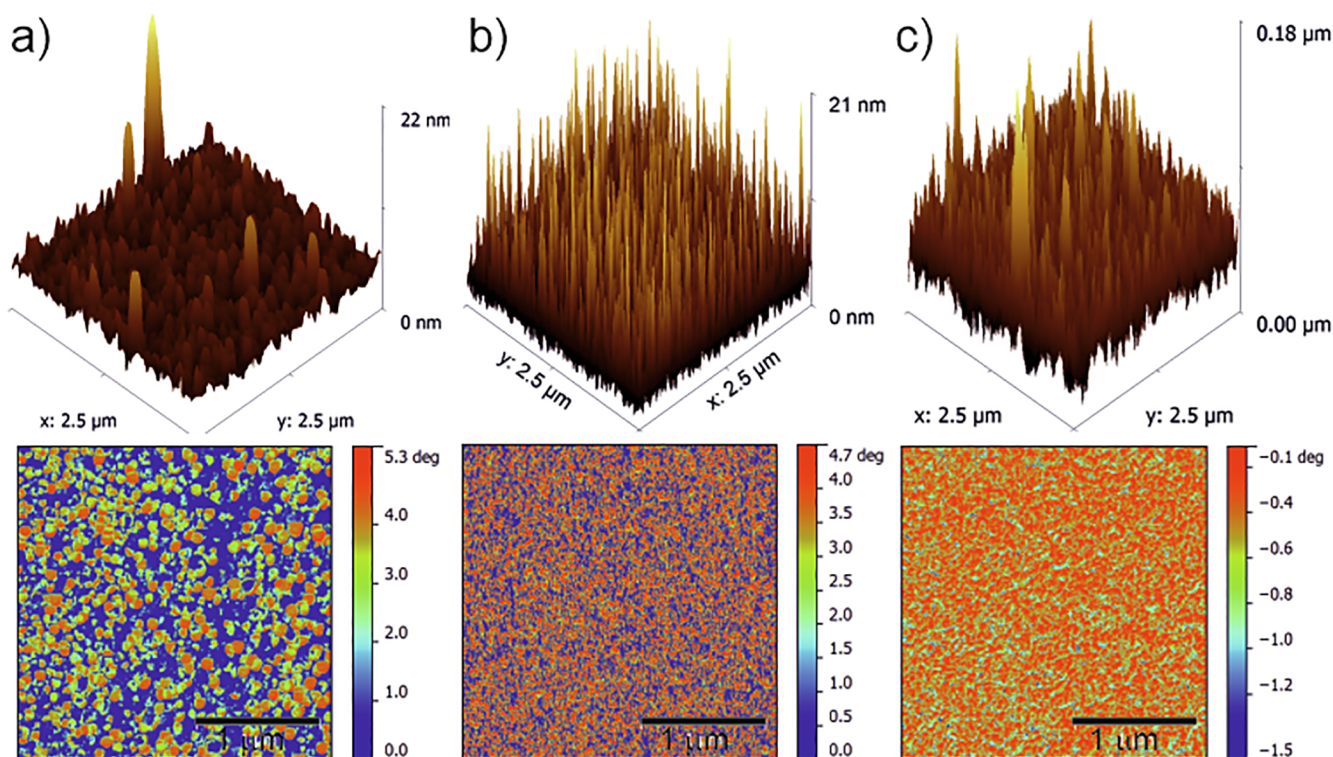 a)
22 nm
0 nm
x: 2.5 µm
y: 2.5 µm
b)
21 nm
0 nm
y: 2.5 µm
x: 2.5 µm
c)
0.18 µm
0.00 µm
x: 2.5 µm
y: 2.5 µm
5.3 deg
4.0
3.0
2.0
1.0
0.0
1 µm
4.7 deg
4.0
3.5
3.0
2.5
2.0
1.5
1.0
0.5
0.0
1 µm
−0.1 deg
−0.4
−0.6
−0.8
−1.0
−1.2
−1.5
1 µm